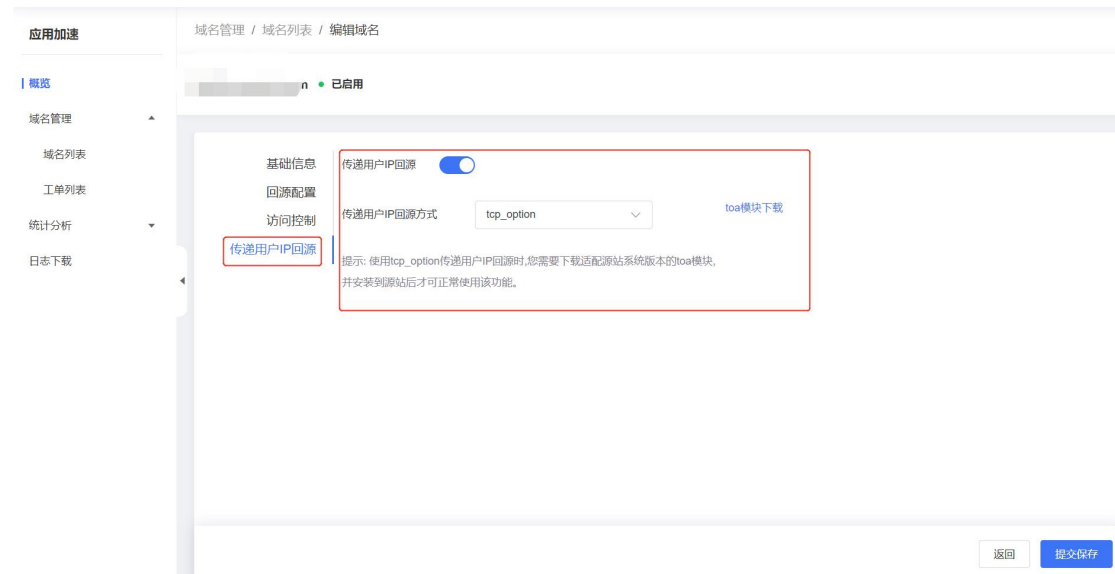 应用加速
域名管理 / 域名列表 / 编辑域名
概览
n 已启用
域名管理
域名列表
工单列表
统计分析
日志下载
基础信息
回源配置
访问控制
传递用户IP回源
传递用户IP回源
传递用户IP回源方式 tcp_option toa模块下载
提示: 使用tcp_option传递用户IP回源时,您需要下载适配源站系统版本的toa模块,
并安装到源站后才可正常使用该功能。
返回 提交保存